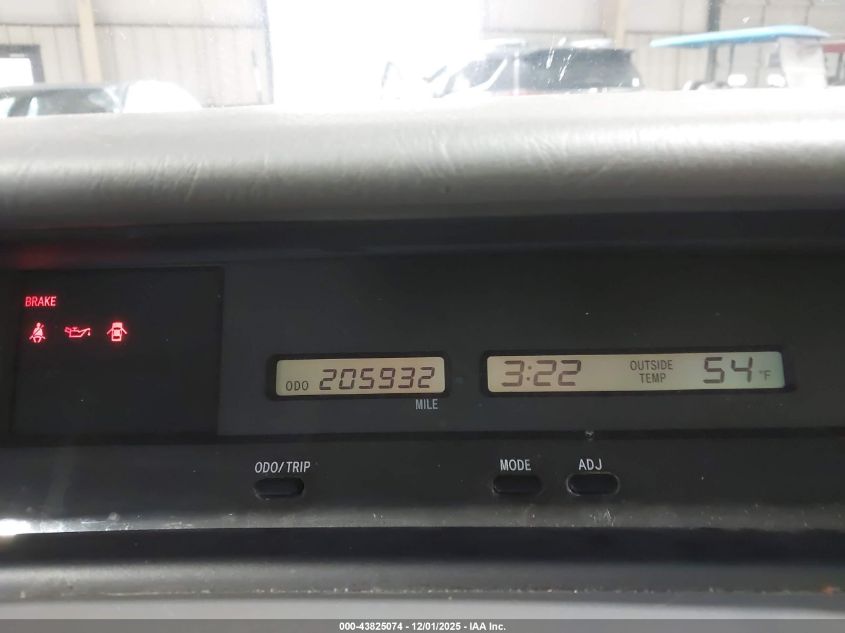 BRAKE
ODO 205932
MILE
3:22 OUTSIDE TEMP 54 °F
ODO/TRIP
MODE ADJ
000-43825074 - 12/01/2025 - IAA Inc.